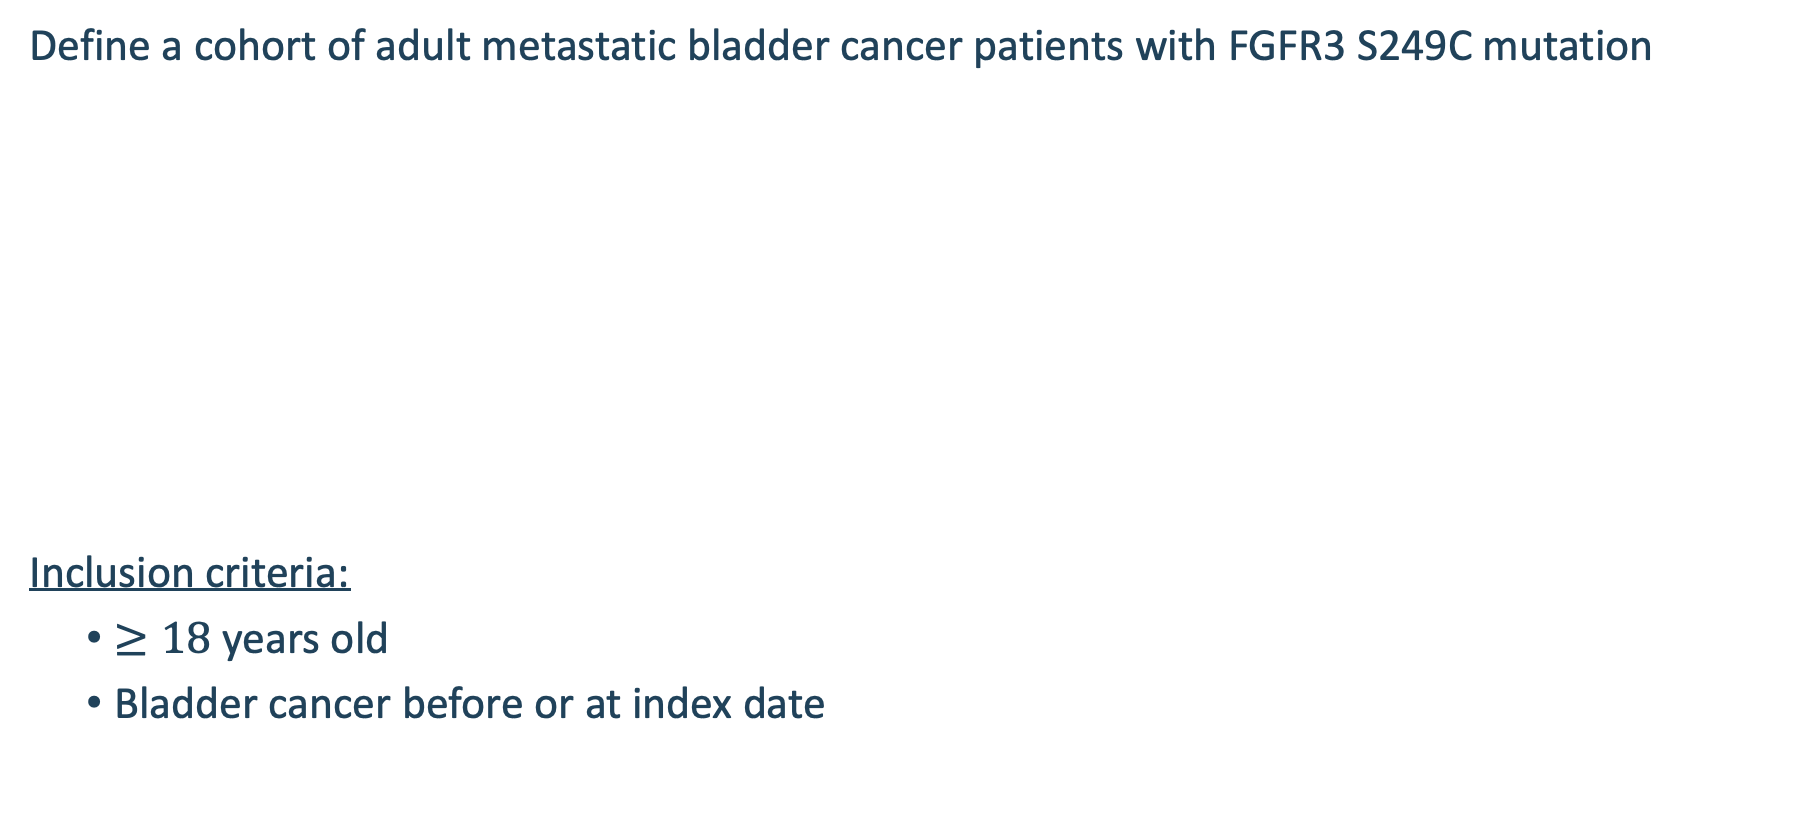 Define a cohort of adult metastatic bladder cancer patients with FGFR3 S249C mutation
Inclusion criteria:
• ≥ 18 years old
• Bladder cancer before or at index date